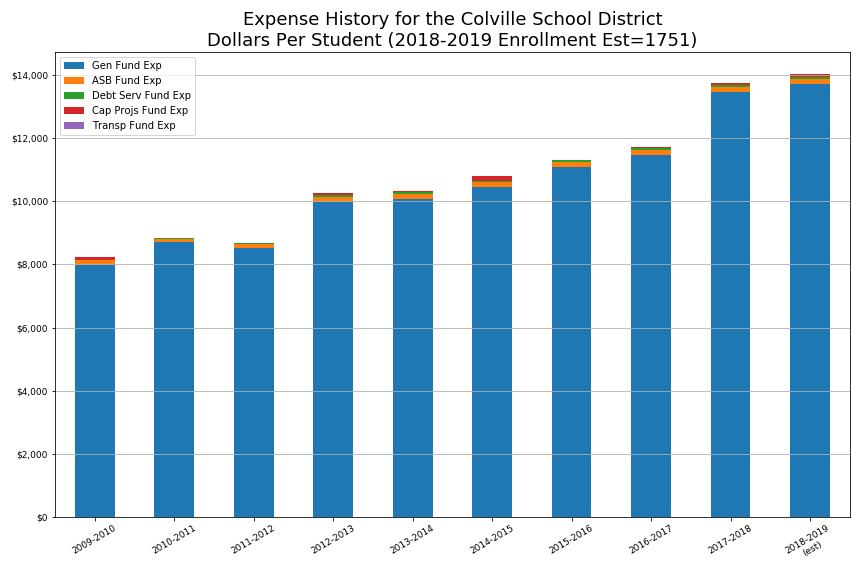 Expense History for the Colville School District
Dollars Per Student (2018-2019 Enrollment Est=1751)
Gen Fund Exp
ASB Fund Exp
Debt Serv Fund Exp
Cap Projs Fund Exp
Transp Fund Exp
$14,000
$12,000
$10,000
$8,000
$6,000
$4,000
$2,000
$0
2009-2010
2010-2011
2011-2012
2012-2013
2013-2014
2014-2015
2015-2016
2016-2017
2017-2018
2018-2019
(est)